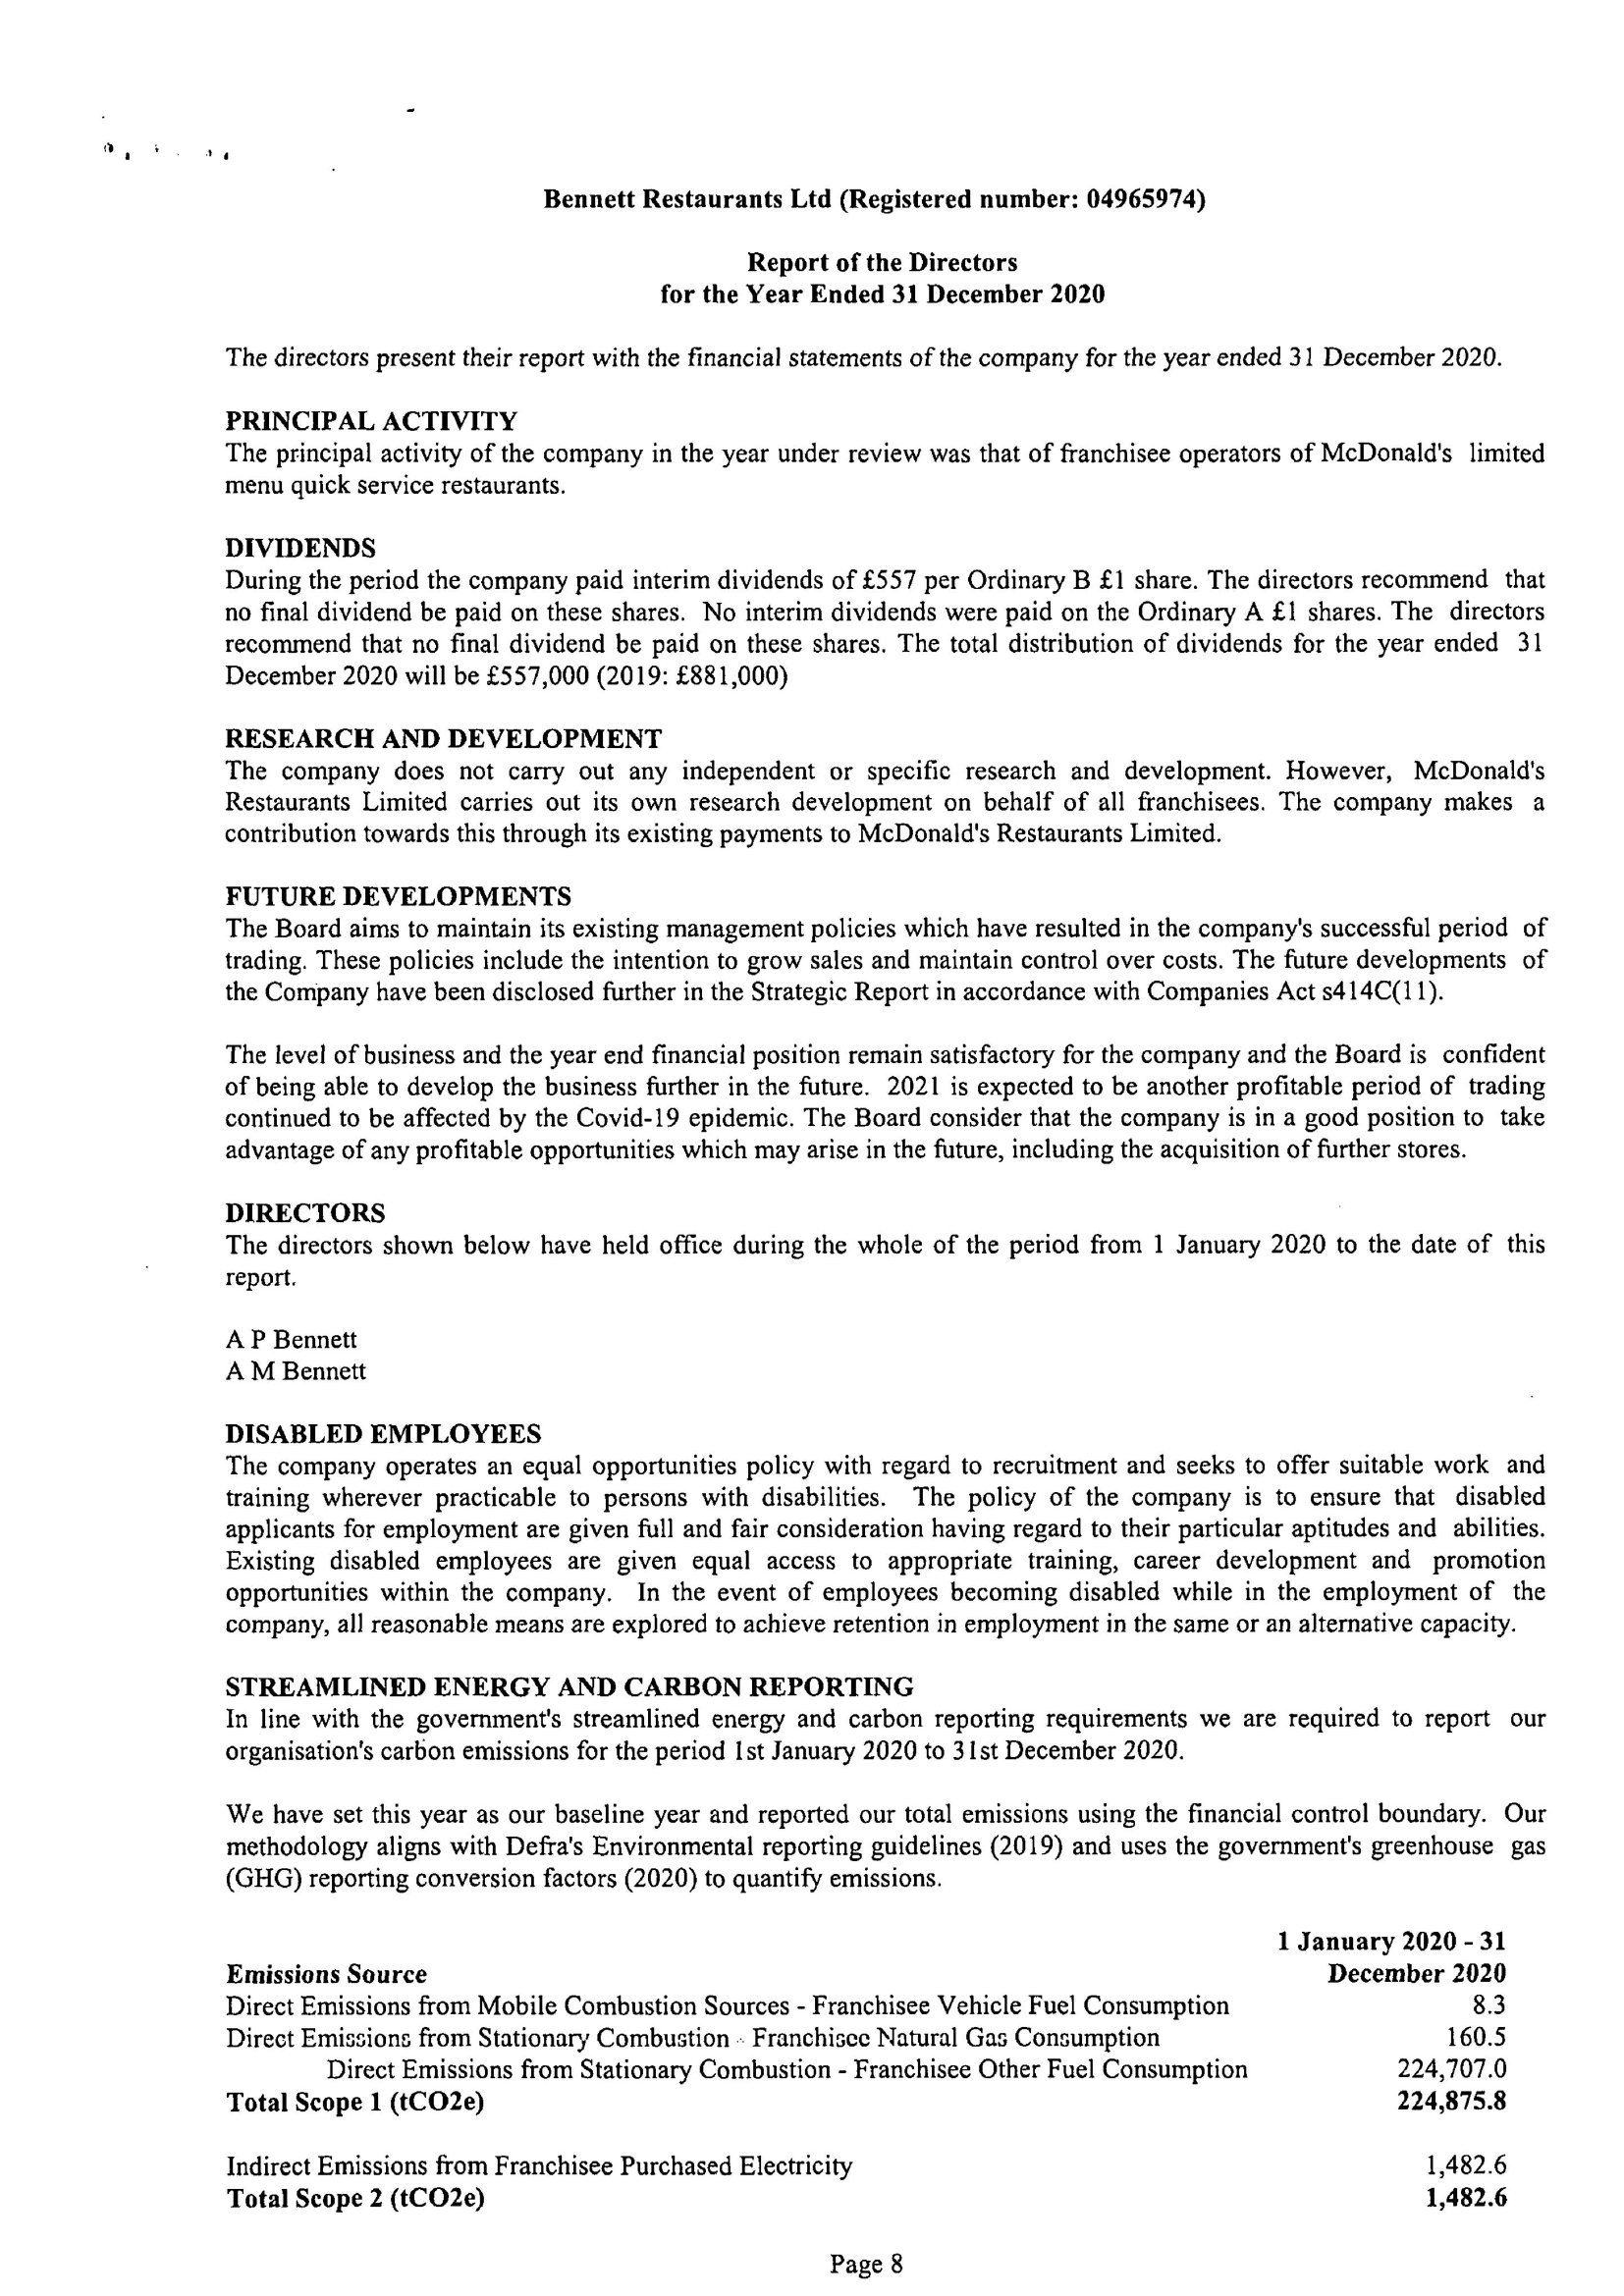 Bennett Restaurants Ltd (Registered number: 04965974)
Report of the Directors
for the Year Ended 31 December 2020
The directors present their report with the financial statements of the company for the year ended 31 December 2020.
PRINCIPAL ACTIVITY
The principal activity of the company in the year under review was that of franchisee operators of McDonald's limited
menu quick service restaurants.
DIVIDENDS
During the period the company paid interim dividends of £557 per Ordinary B £1 share. The directors recommend that
no final dividend be paid on these shares. No interim dividends were paid on the Ordinary A £1 shares. The directors
recommend that no final dividend be paid on these shares. The total distribution of dividends for the year ended 31
December 2020 will be £557,000 (2019: £881,000)
RESEARCH AND DEVELOPMENT
The company does not carry out any independent or specific research and development. However, McDonald's
Restaurants Limited carries out its own research development on behalf of all franchisees. The company makes a
contribution towards this through its existing payments to McDonald's Restaurants Limited.
FUTURE DEVELOPMENTS
The Board aims to maintain its existing management policies which have resulted in the company's successful period of
trading. These policies include the intention to grow sales and maintain control over costs. The future developments of
the Company have been disclosed further in the Strategic Report in accordance with Companies Act s414C(11).
The level of business and the year end financial position remain satisfactory for the company and the Board is confident
of being able to develop the business further in the future. 2021 is expected to be another profitable period of trading
continued to be affected by the Covid-19 epidemic. The Board consider that the company is in a good position to take
advantage of any profitable opportunities which may arise in the future, including the acquisition of further stores.
DIRECTORS
The directors shown below have held office during the whole of the period from 1 January 2020 to the date of this
report.
A P Bennett
A M Bennett
DISABLED EMPLOYEES
The company operates an equal opportunities policy with regard to recruitment and seeks to offer suitable work and
training wherever practicable to persons with disabilities. The policy of the company is to ensure that disabled
applicants for employment are given full and fair consideration having regard to their particular aptitudes and abilities.
Existing disabled employees are given equal access to appropriate training, career development and promotion
opportunities within the company. In the event of employees becoming disabled while in the employment of the
company, all reasonable means are explored to achieve retention in employment in the same or an alternative capacity.
STREAMLINED ENERGY AND CARBON REPORTING
In line with the government's streamlined energy and carbon reporting requirements we are required to report our
organisation's carbon emissions for the period 1st January 2020 to 31st December 2020.
We have set this year as our baseline year and reported our total emissions using the financial control boundary. Our
methodology aligns with Defra's Environmental reporting guidelines (2019) and uses the government's greenhouse gas
(GHG) reporting conversion factors (2020) to quantify emissions.
1 January 2020 - 31
Emissions Source December 2020
Direct Emissions from Mobile Combustion Sources - Franchisee Vehicle Fuel Consumption 8.3
Direct Emissions from Stationary Combustion - Franchisee Natural Gas Consumption 160.5
Direct Emissions from Stationary Combustion - Franchisee Other Fuel Consumption 224,707.0
Total Scope 1 (tCO2e) 224,875.8
Indirect Emissions from Franchisee Purchased Electricity 1,482.6
Total Scope 2 (tCO2e) 1,482.6
Page 8